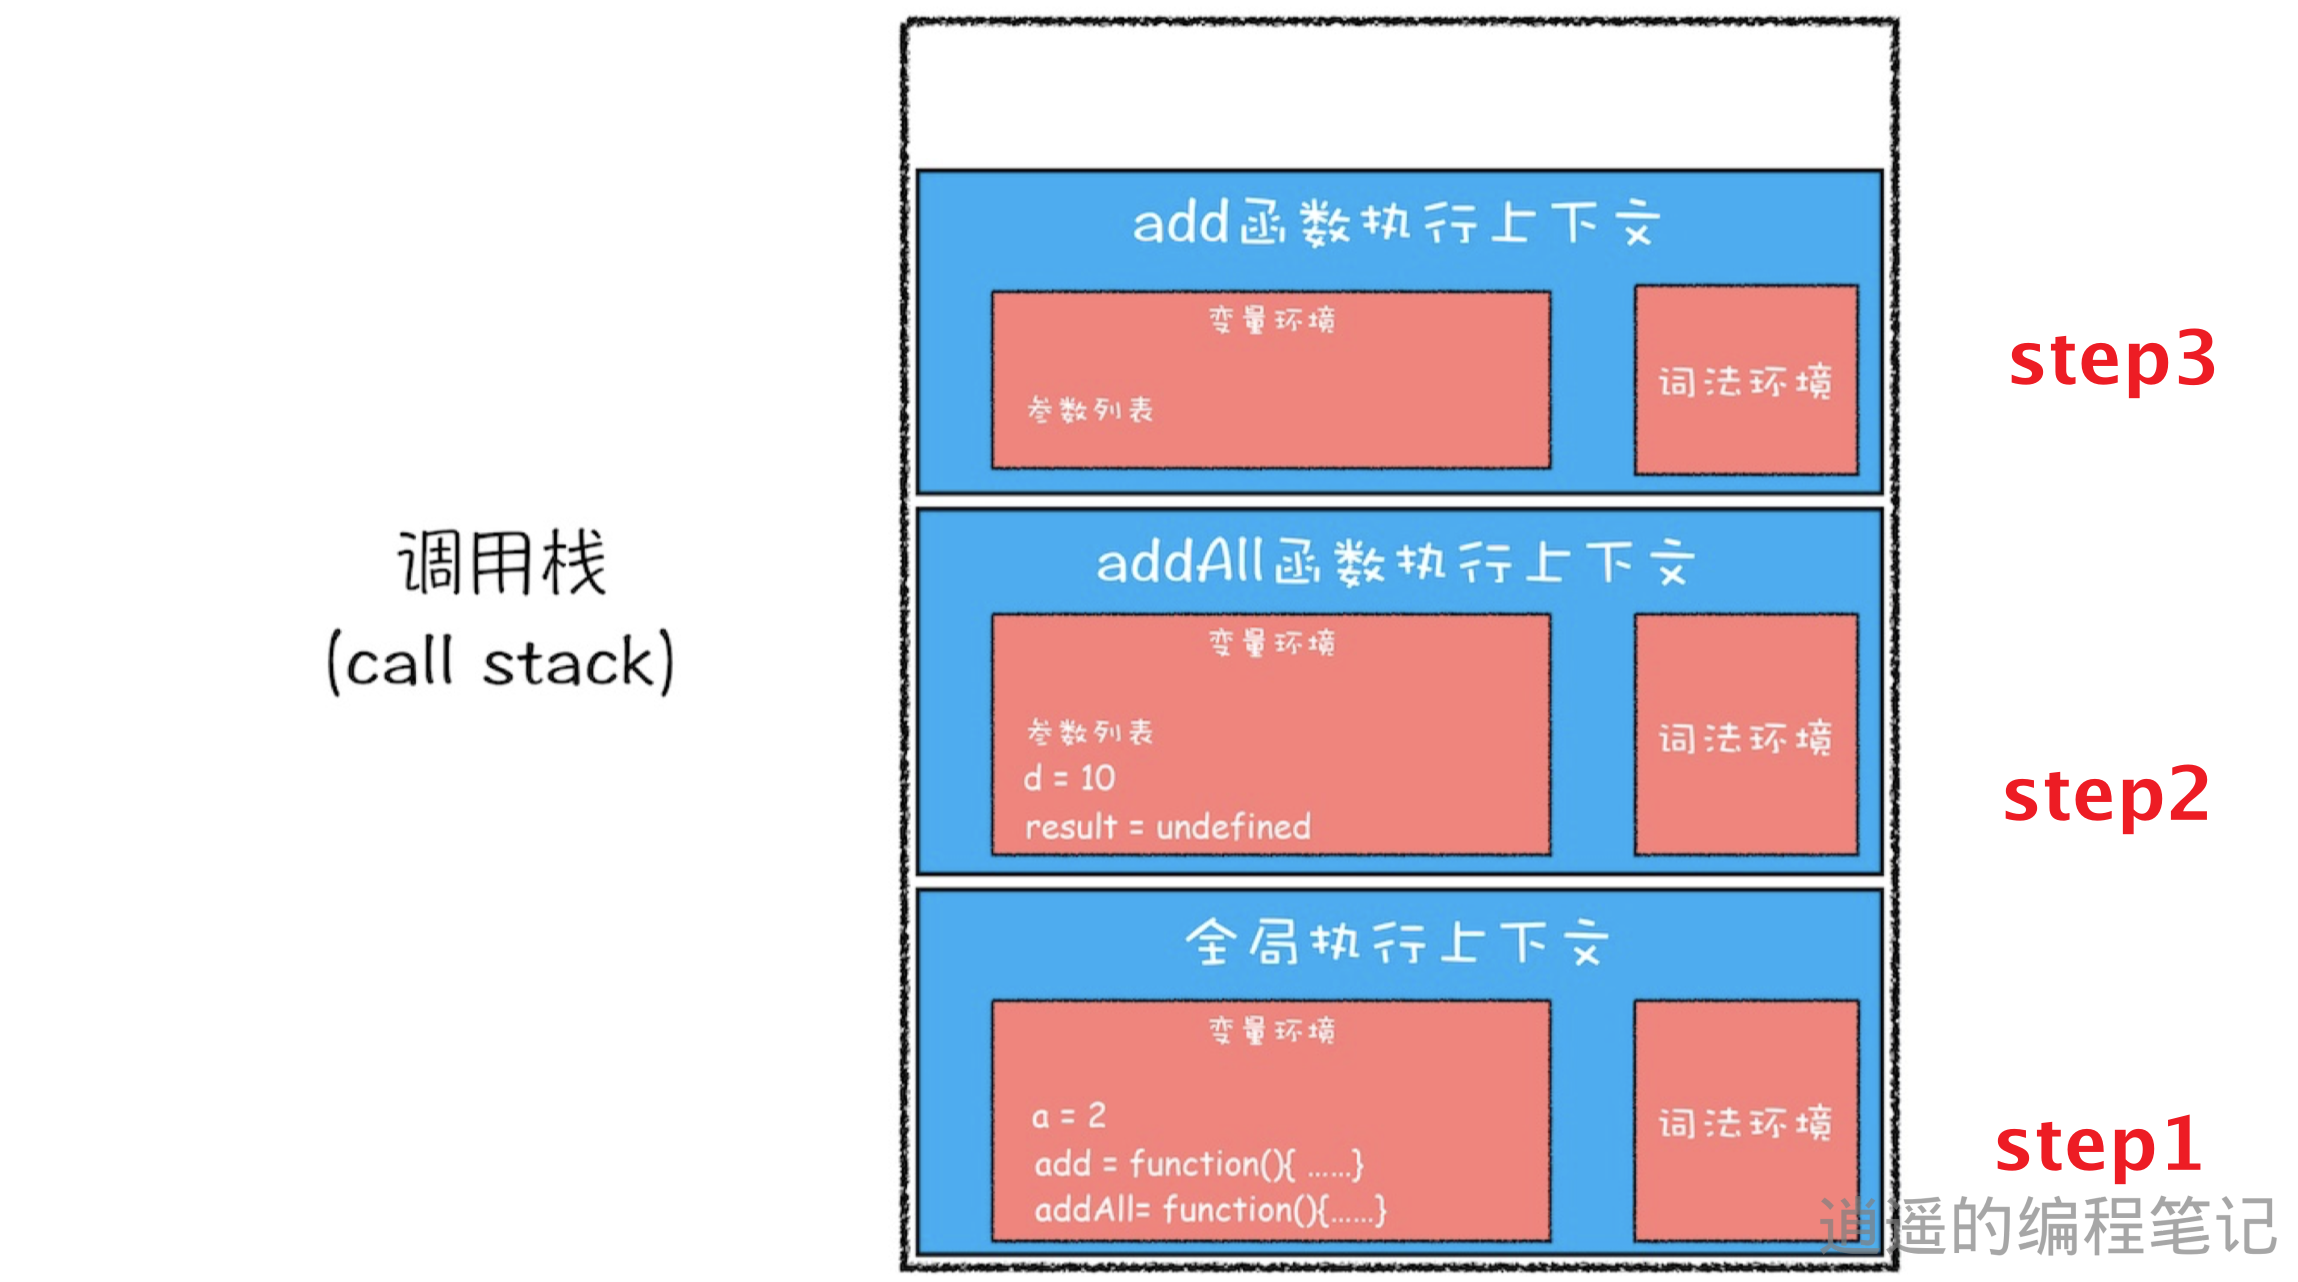 调用栈
(call stack)
add函数执行上下文
变量环境
参数列表
词法环境
step3
addAll函数执行上下文
变量环境
参数列表
d = 10
result = undefined
词法环境
step2
全局执行上下文
变量环境
a = 2
add = function(){ ......}
addAll= function(){......}
词法环境
step1
逍遥的编程笔记